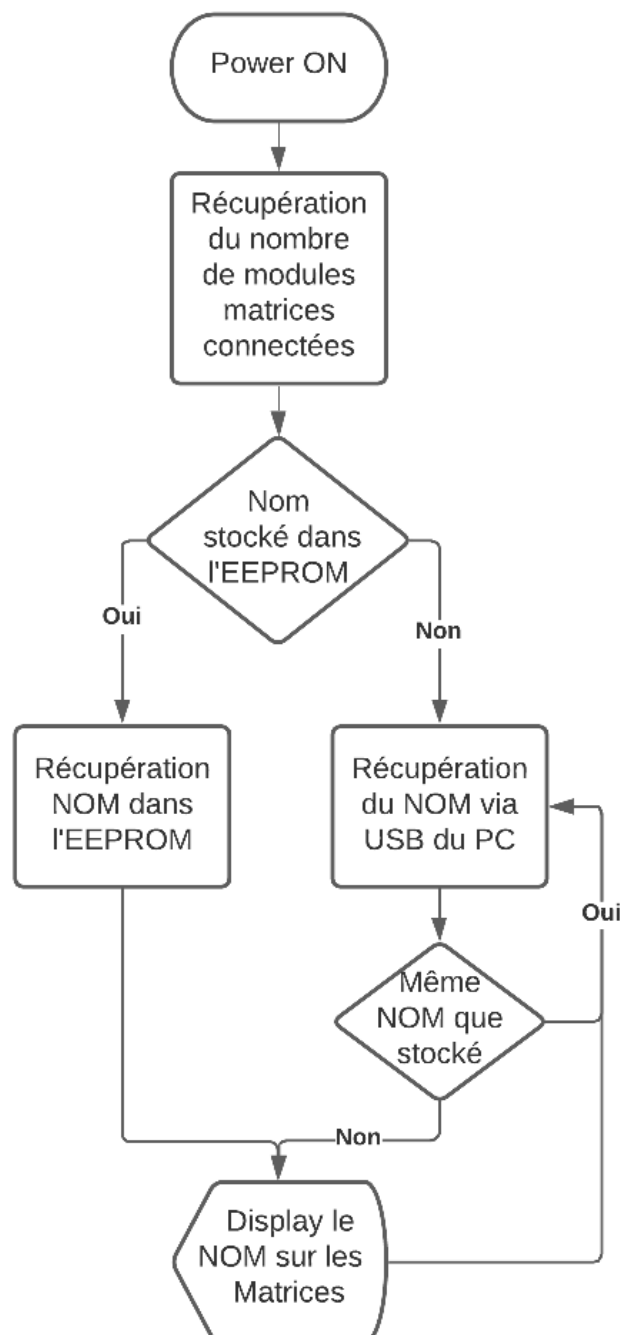 Power ON
Récupération
du nombre
de modules
matrices
connectées
Nom
stocké dans
l'EEPROM
Oui
Non
Récupération
NOM dans
l'EEPROM
Récupération
du NOM via
USB du PC
Oui
Même
NOM que
stocké
Non
Display le
NOM sur les
Matrices